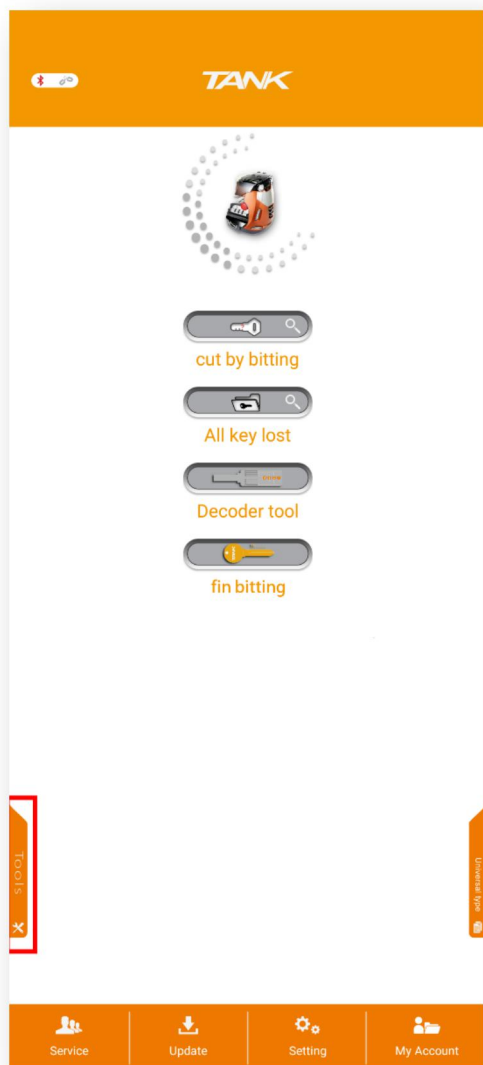 TANK
cut by bitting
All key lost
Decoder tool
fin bitting
Tools
Universal type
Service
Update
Setting
My Account